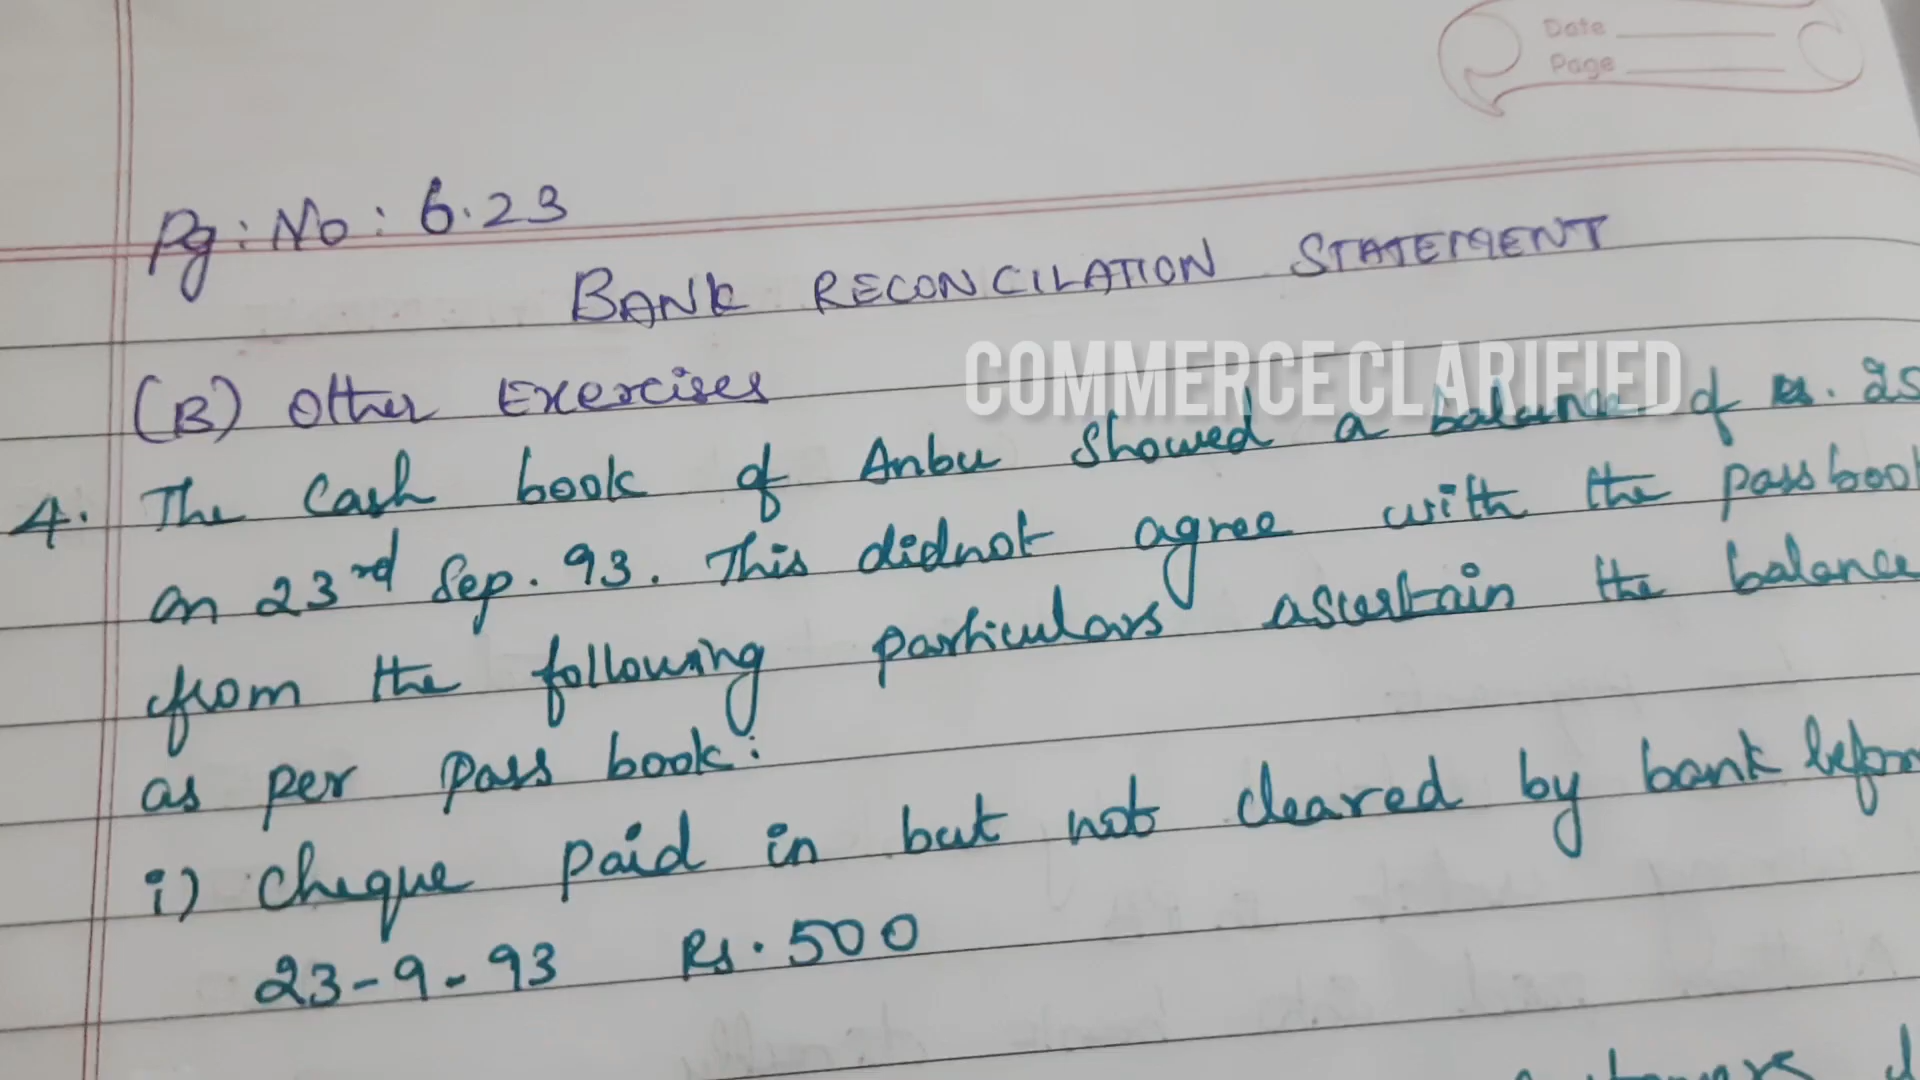 Date
Page
Pg: No: 6.23
BANK RECONCILATION STATEMENT
COMMERCE CLARIFIED
(B) Other Exercises
4. The Cash book of Anbu showed a balance of Rs. 25
on 23rd Sep. 93. This didnot agree with the passbook
from the following particulars ascertain the balance
as per pass book:
i) Cheque paid in but not cleared by bank
23-9-93 Rs. 500